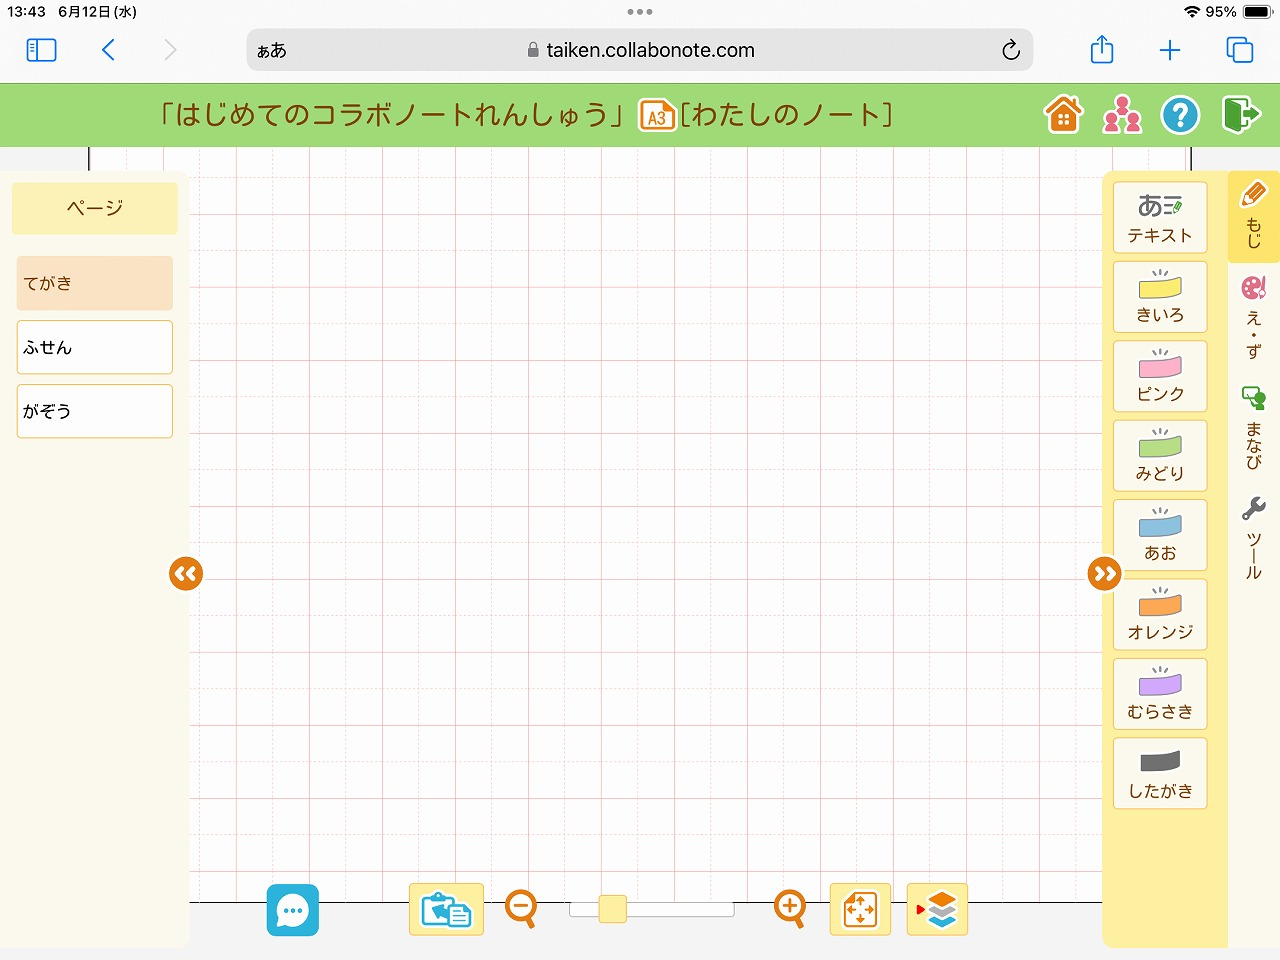 13:43 6月12日(水)
95%
ぁあ
taiken.collabonote.com
「はじめてのコラボノートれんしゅう」 A3 [わたしのノート]
ページ
てがき
ふせん
がぞう
あ
テキスト
きいろ
ピンク
みどり
あお
オレンジ
むらさき
したがき
もじ
え・ず
まなび
ツール